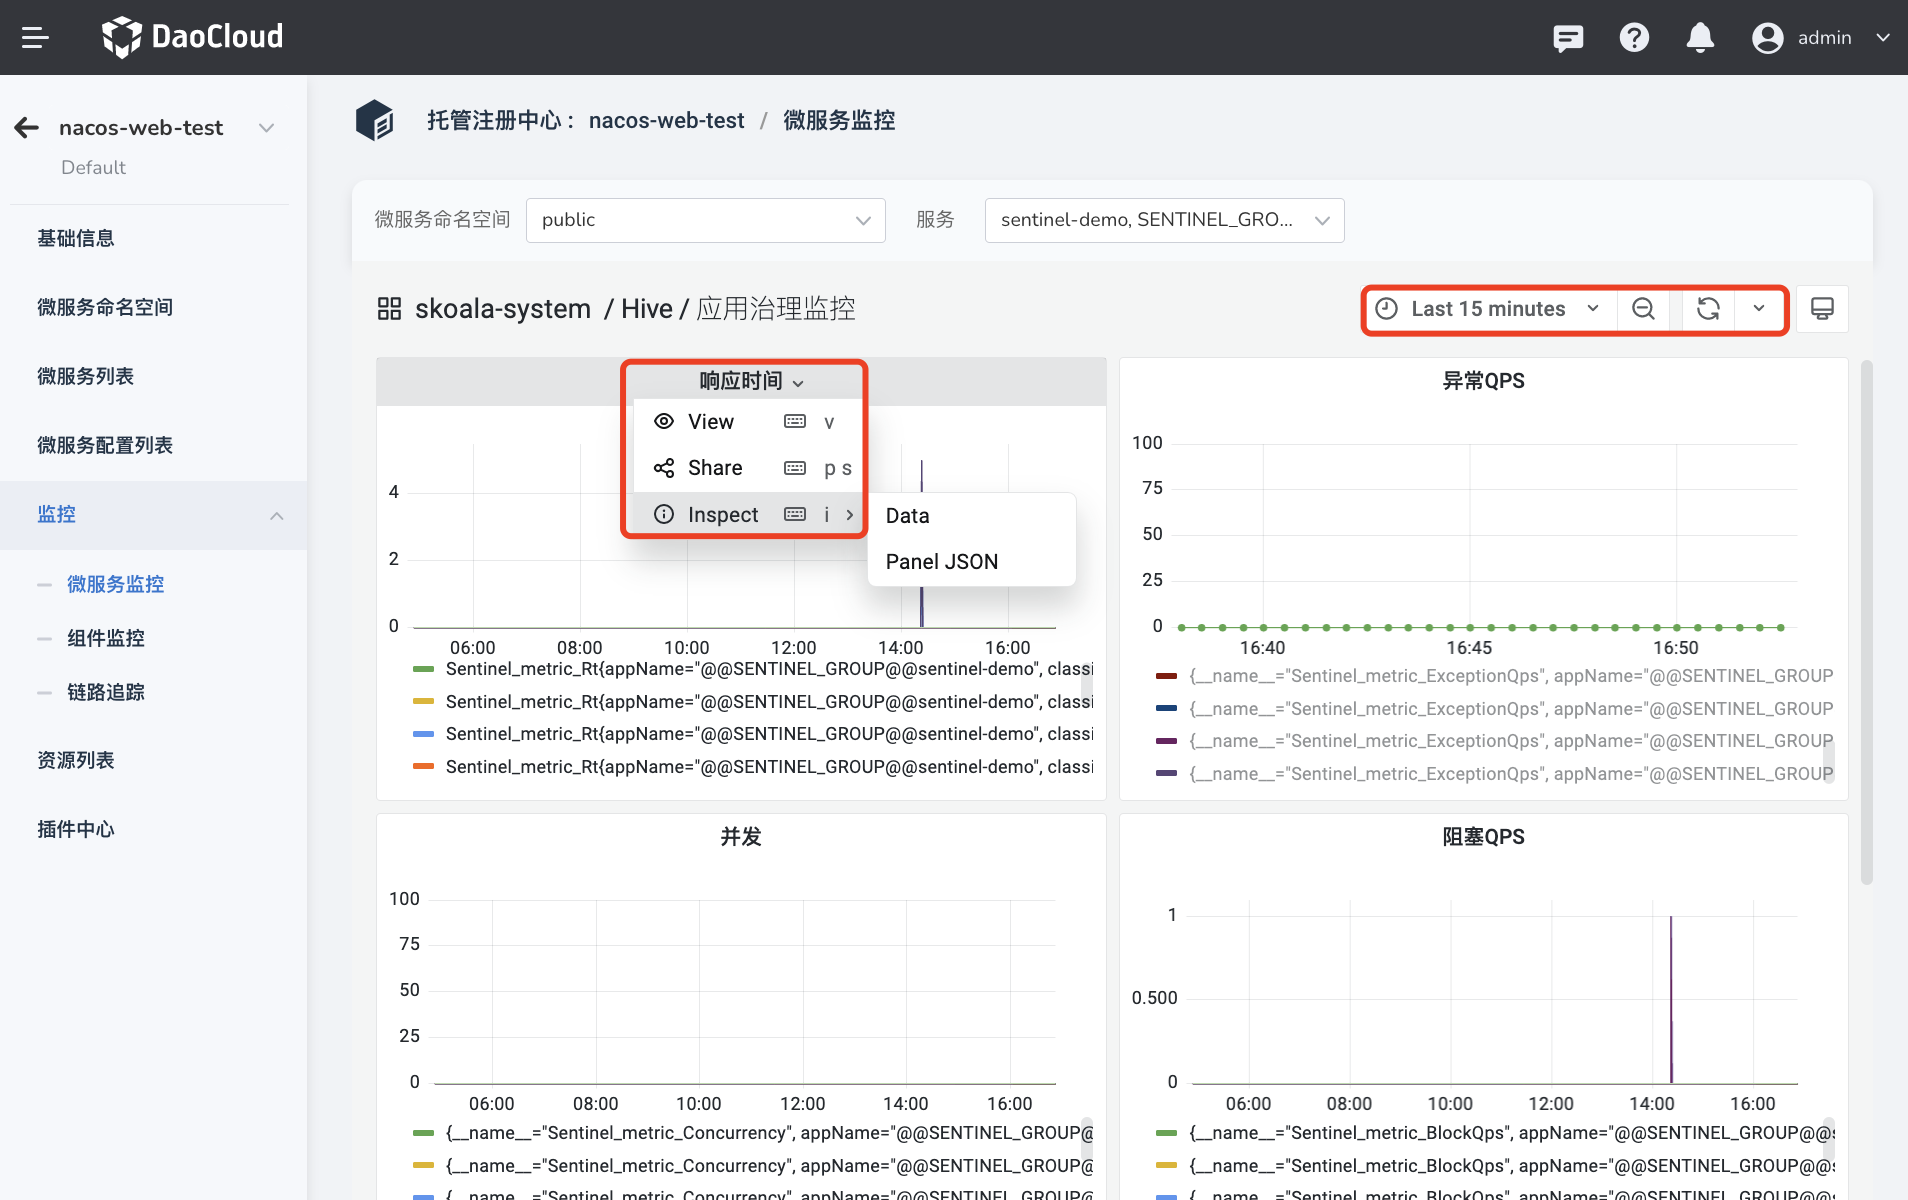 DaoCloud
admin
nacos-web-test
Default
基础信息
微服务命名空间
微服务列表
微服务配置列表
监控
微服务监控
组件监控
链路追踪
资源列表
插件中心
托管注册中心： nacos-web-test / 微服务监控
微服务命名空间 public 服务 sentinel-demo, SENTINEL_GRO...
skoala-system / Hive / 应用治理监控
Last 15 minutes
响应时间
View v
Share p s
Inspect i
Data
Panel JSON
4
2
0
06:00 08:00 10:00 12:00 14:00 16:00
Sentinel_metric_Rt{appName="@@SENTINEL_GROUP@@sentinel-demo", classi
Sentinel_metric_Rt{appName="@@SENTINEL_GROUP@@sentinel-demo", classi
Sentinel_metric_Rt{appName="@@SENTINEL_GROUP@@sentinel-demo", classi
Sentinel_metric_Rt{appName="@@SENTINEL_GROUP@@sentinel-demo", classi
异常QPS
100
75
50
25
0
16:40 16:45 16:50
{__name__="Sentinel_metric_ExceptionQps", appName="@@SENTINEL_GROUP
{__name__="Sentinel_metric_ExceptionQps", appName="@@SENTINEL_GROUP
{__name__="Sentinel_metric_ExceptionQps", appName="@@SENTINEL_GROUP
{__name__="Sentinel_metric_ExceptionQps", appName="@@SENTINEL_GROUP
并发
100
75
50
25
0
06:00 08:00 10:00 12:00 14:00 16:00
{__name__="Sentinel_metric_Concurrency", appName="@@SENTINEL_GROUP@
{__name__="Sentinel_metric_Concurrency", appName="@@SENTINEL_GROUP@
{__name__="Sentinel_metric_Concurrency", appName="@@SENTINEL_GROUP@
阻塞QPS
1
0.500
0
06:00 08:00 10:00 12:00 14:00 16:00
{__name__="Sentinel_metric_BlockQps", appName="@@SENTINEL_GROUP@@s
{__name__="Sentinel_metric_BlockQps", appName="@@SENTINEL_GROUP@@s
{__name__="Sentinel_metric_BlockQps", appName="@@SENTINEL_GROUP@@s